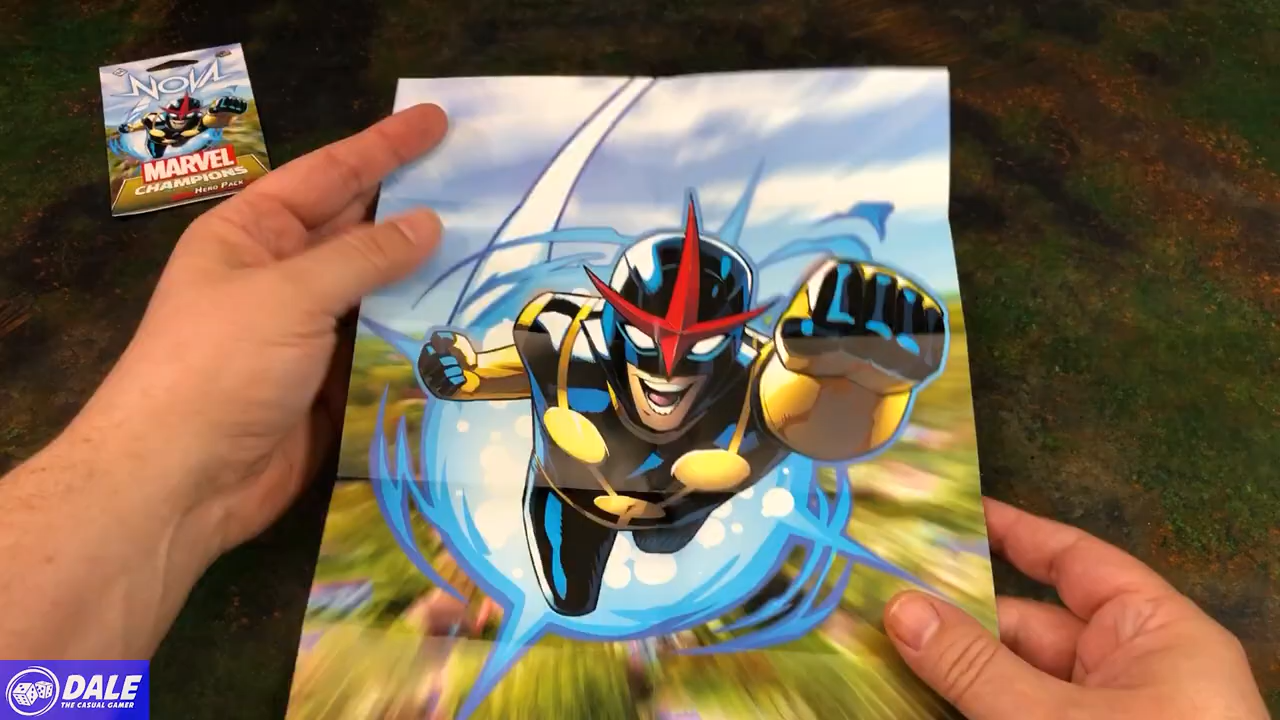 NOVA
MARVEL
CHAMPIONS
HERO PACK
DALE
THE CASUAL GAMER